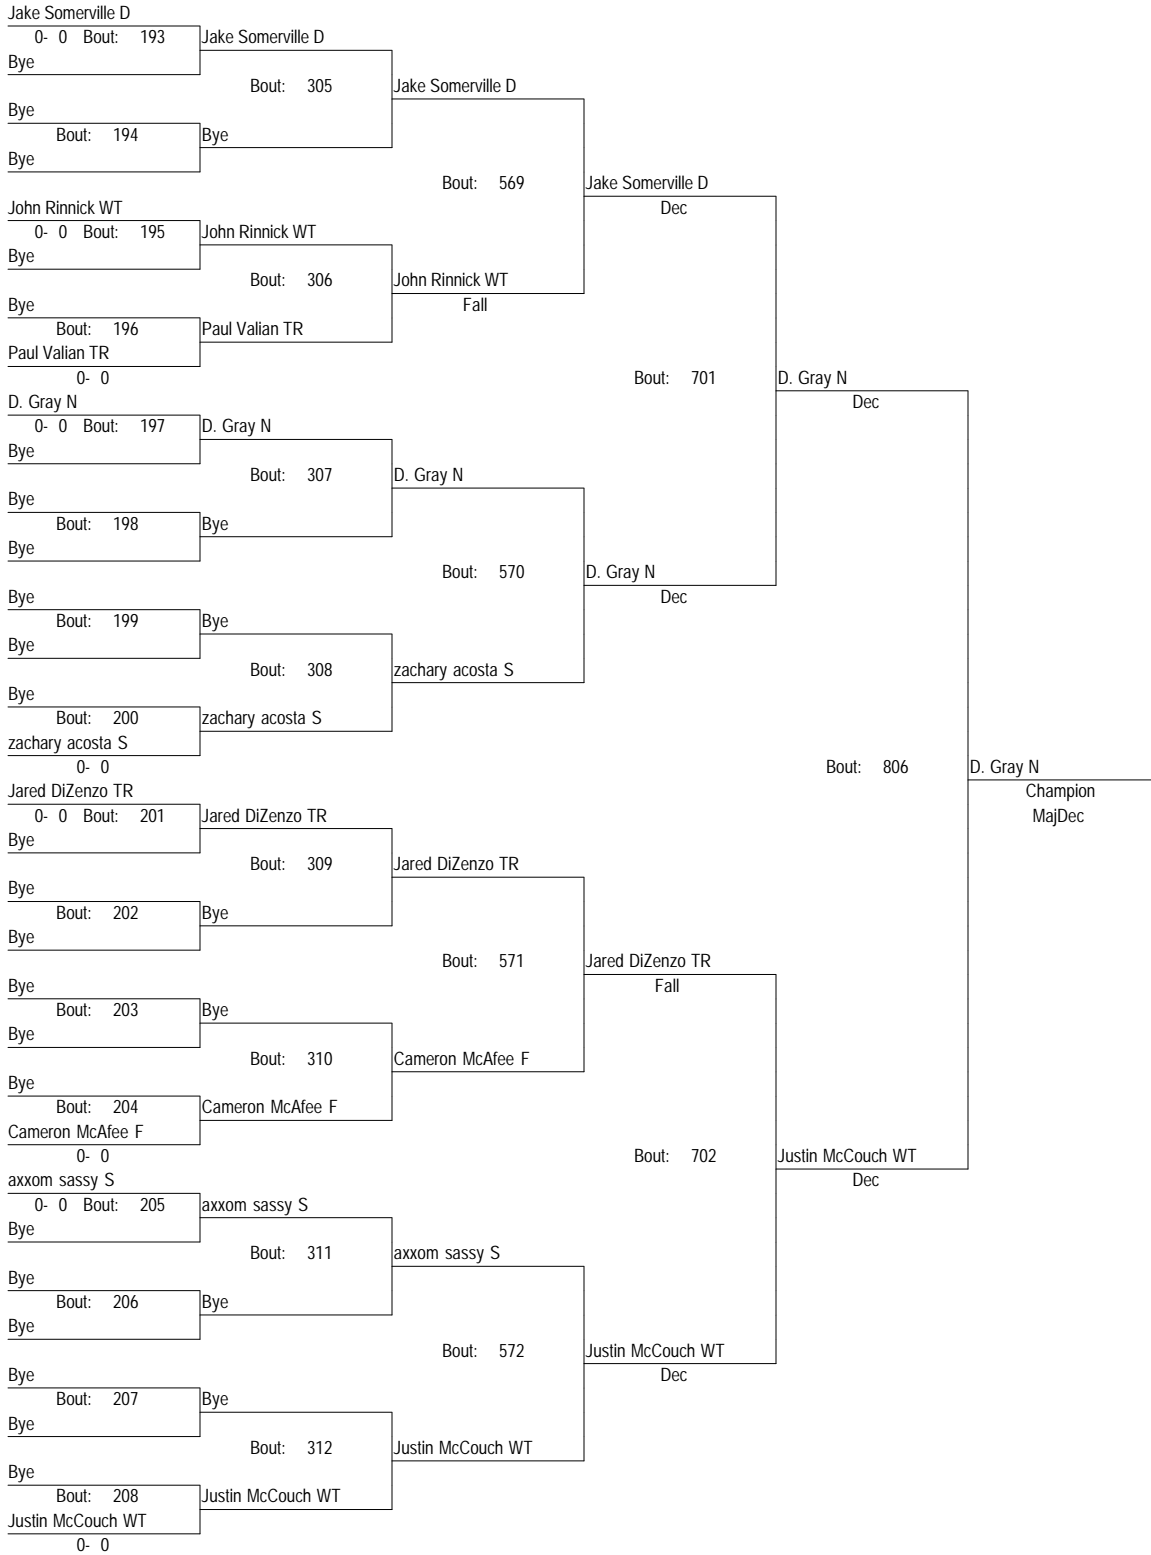 Jake Somerville D
0- 0 Bout: 193 Jake Somerville D
Bye
Bout: 305 Jake Somerville D
Bye
Bout: 194 Bye
Bye
Bout: 569 Jake Somerville D
Dec
John Rinnick WT
0- 0 Bout: 195 John Rinnick WT
Bye
Bout: 306 John Rinnick WT
Fall
Bye
Bout: 196 Paul Valian TR
Paul Valian TR
0- 0
Bout: 701 D. Gray N
Dec
D. Gray N
0- 0 Bout: 197 D. Gray N
Bye
Bout: 307 D. Gray N
Bye
Bout: 198 Bye
Bye
Bout: 570 D. Gray N
Dec
Bye
Bout: 199 Bye
Bye
Bout: 308 zachary acosta S
Bye
Bout: 200 zachary acosta S
zachary acosta S
0- 0
Bout: 806 D. Gray N
Champion
MajDec
Jared DiZenzo TR
0- 0 Bout: 201 Jared DiZenzo TR
Bye
Bout: 309 Jared DiZenzo TR
Bye
Bout: 202 Bye
Bye
Bout: 571 Jared DiZenzo TR
Fall
Bye
Bout: 203 Bye
Bye
Bout: 310 Cameron McAfee F
Bye
Bout: 204 Cameron McAfee F
Cameron McAfee F
0- 0
Bout: 702 Justin McCouch WT
Dec
axxom sassy S
0- 0 Bout: 205 axxom sassy S
Bye
Bout: 311 axxom sassy S
Bye
Bout: 206 Bye
Bye
Bout: 572 Justin McCouch WT
Dec
Bye
Bout: 207 Bye
Bye
Bout: 312 Justin McCouch WT
Bye
Bout: 208 Justin McCouch WT
Justin McCouch WT
0- 0